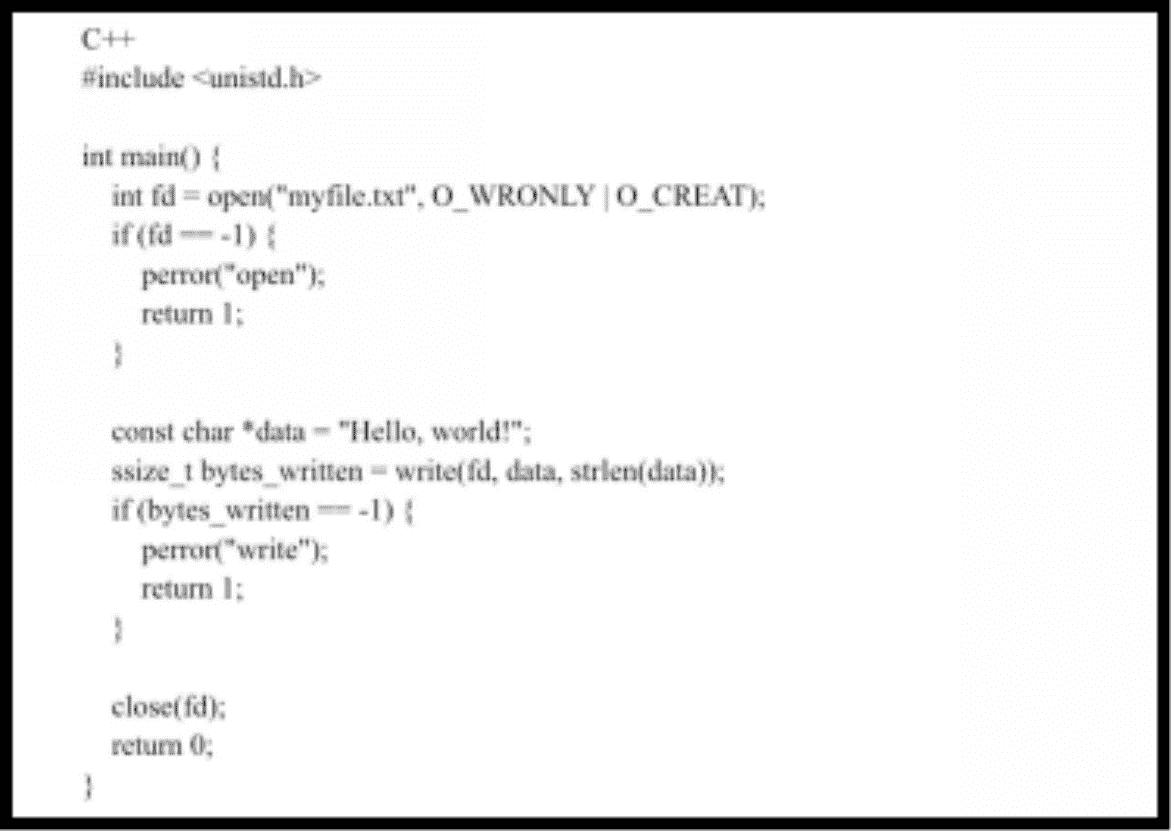 C++
#include <unistd.h>
int main() {
int fd = open("myfile.txt", O_WRONLY | O_CREAT);
if (fd == -1) {
perror("open");
return 1;
}
const char *data = "Hello, world!";
ssize_t bytes_written = write(fd, data, strlen(data));
if (bytes_written == -1) {
perror("write");
return 1;
}
close(fd);
return 0;
}